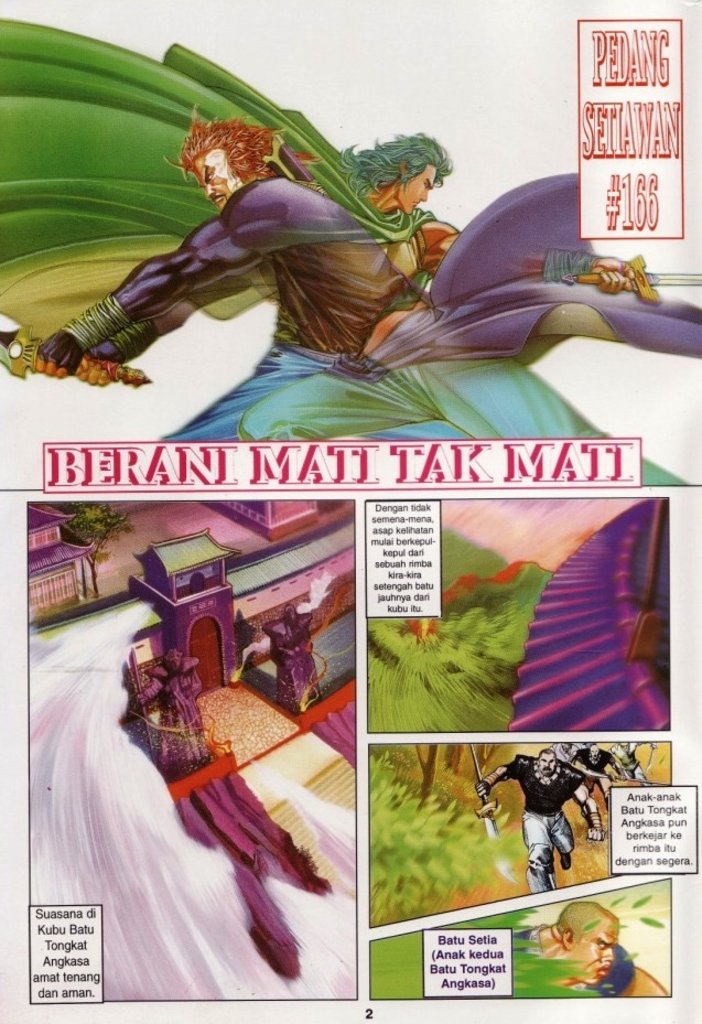 PEDANG
SETIAWAN
#166
BERANI MATI TAK MATI
Dengan tidak
semena-mena,
asap kelihatan
mulai berkepul-
kepul dari
sebuah rimba
kira-kira
setengah batu
jauhnya dari
kubu itu.
Anak-anak
Batu Tongkat
Angkasa pun
berkejar ke
rimba itu
dengan segera.
Suasana di
Kubu Batu
Tongkat
Angkasa
amat tenang
dan aman.
Batu Setia
(Anak kedua
Batu Tongkat
Angkasa)
2